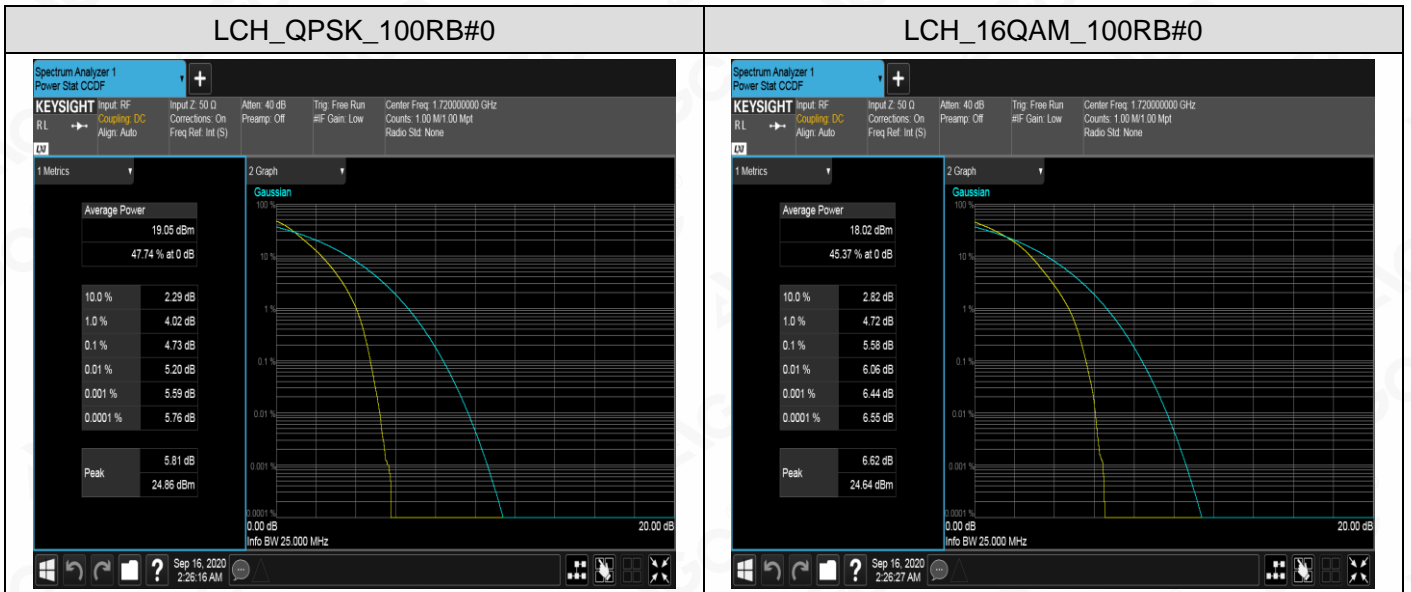 LCH_QPSK_100RB#0
Spectrum Analyzer 1
Power Stat CCDF
+
KEYSIGHT
RL
LXI
Input: RF
Coupling: DC
Align: Auto
Input Z: 50 Ω
Corrections: On
Freq Ref: Int (S)
Atten: 40 dB
Preamp: Off
Trig: Free Run
#IF Gain: Low
Center Freq: 1.720000000 GHz
Counts: 1.00 M/1.00 Mpt
Radio Std: None
1 Metrics
Average Power
19.05 dBm
47.74 % at 0 dB
10.0 % 2.29 dB
1.0 % 4.02 dB
0.1 % 4.73 dB
0.01 % 5.20 dB
0.001 % 5.59 dB
0.0001 % 5.76 dB
Peak
5.81 dB
24.86 dBm
2 Graph
Gaussian
100 %
10 %
1 %
0.1 %
0.01 %
0.001 %
0.0001 %
0.00 dB 20.00 dB
Info BW 25.000 MHz
?
Sep 16, 2020
2:26:16 AM
LCH_16QAM_100RB#0
Spectrum Analyzer 1
Power Stat CCDF
+
KEYSIGHT
RL
LXI
Input: RF
Coupling: DC
Align: Auto
Input Z: 50 Ω
Corrections: On
Freq Ref: Int (S)
Atten: 40 dB
Preamp: Off
Trig: Free Run
#IF Gain: Low
Center Freq: 1.720000000 GHz
Counts: 1.00 M/1.00 Mpt
Radio Std: None
1 Metrics
Average Power
18.02 dBm
45.37 % at 0 dB
10.0 % 2.82 dB
1.0 % 4.72 dB
0.1 % 5.58 dB
0.01 % 6.06 dB
0.001 % 6.44 dB
0.0001 % 6.55 dB
Peak
6.62 dB
24.64 dBm
2 Graph
Gaussian
100 %
10 %
1 %
0.1 %
0.01 %
0.001 %
0.0001 %
0.00 dB 20.00 dB
Info BW 25.000 MHz
?
Sep 16, 2020
2:26:27 AM